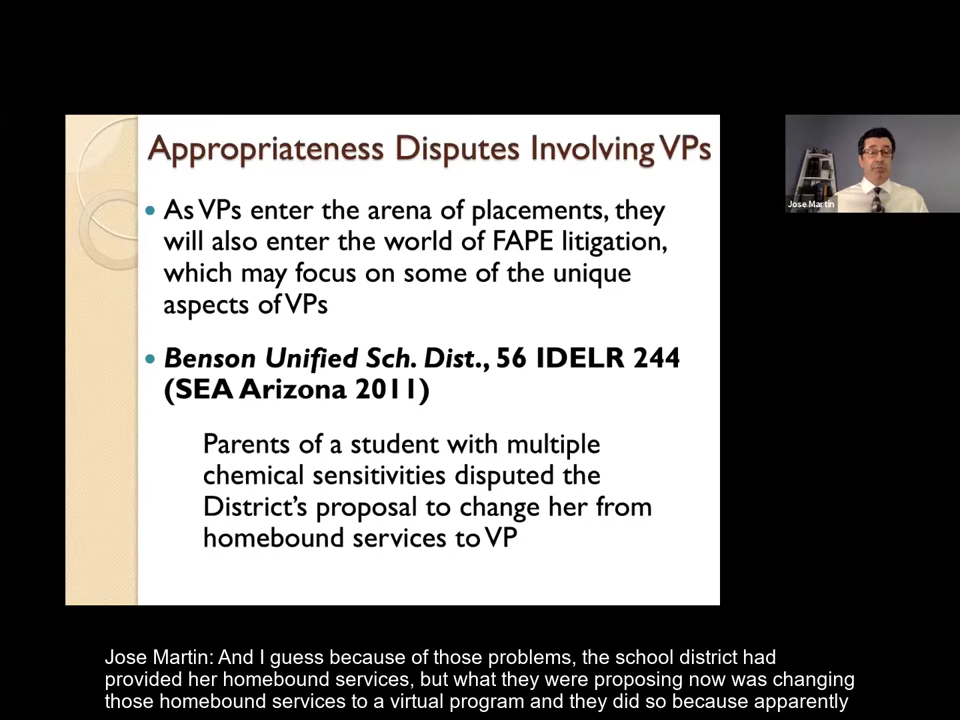 Appropriateness Disputes Involving VPs
• As VPs enter the arena of placements, they
will also enter the world of FAPE litigation,
which may focus on some of the unique
aspects of VPs
• Benson Unified Sch. Dist., 56 IDELR 244
(SEA Arizona 2011)
Parents of a student with multiple
chemical sensitivities disputed the
District's proposal to change her from
homebound services to VP
Jose Martin
Jose Martin: And I guess because of those problems, the school district had
provided her homebound services, but what they were proposing now was changing
those homebound services to a virtual program and they did so because apparently